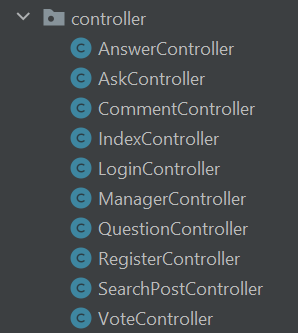 controller
AnswerController
AskController
CommentController
IndexController
LoginController
ManagerController
QuestionController
RegisterController
SearchPostController
VoteController